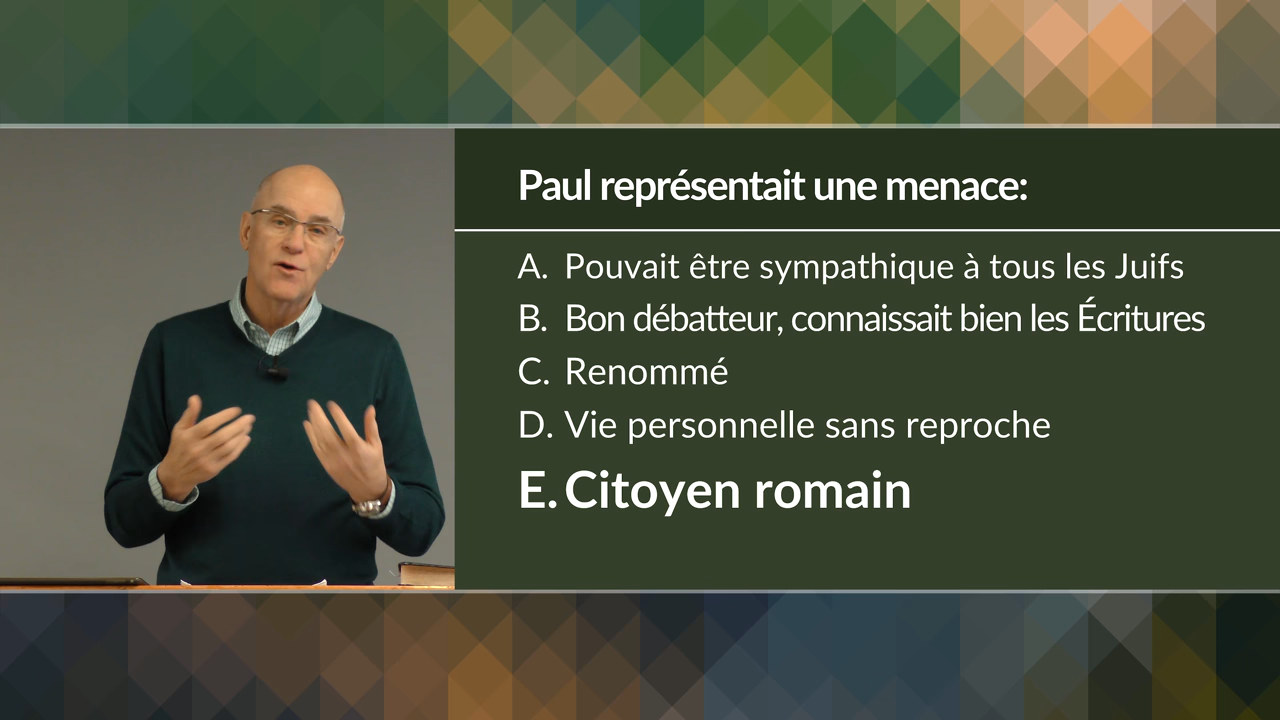 Paul représentait une menace:
A. Pouvait être sympathique à tous les Juifs
B. Bon débatteur, connaissait bien les Écritures
C. Renommé
D. Vie personnelle sans reproche
E. Citoyen romain